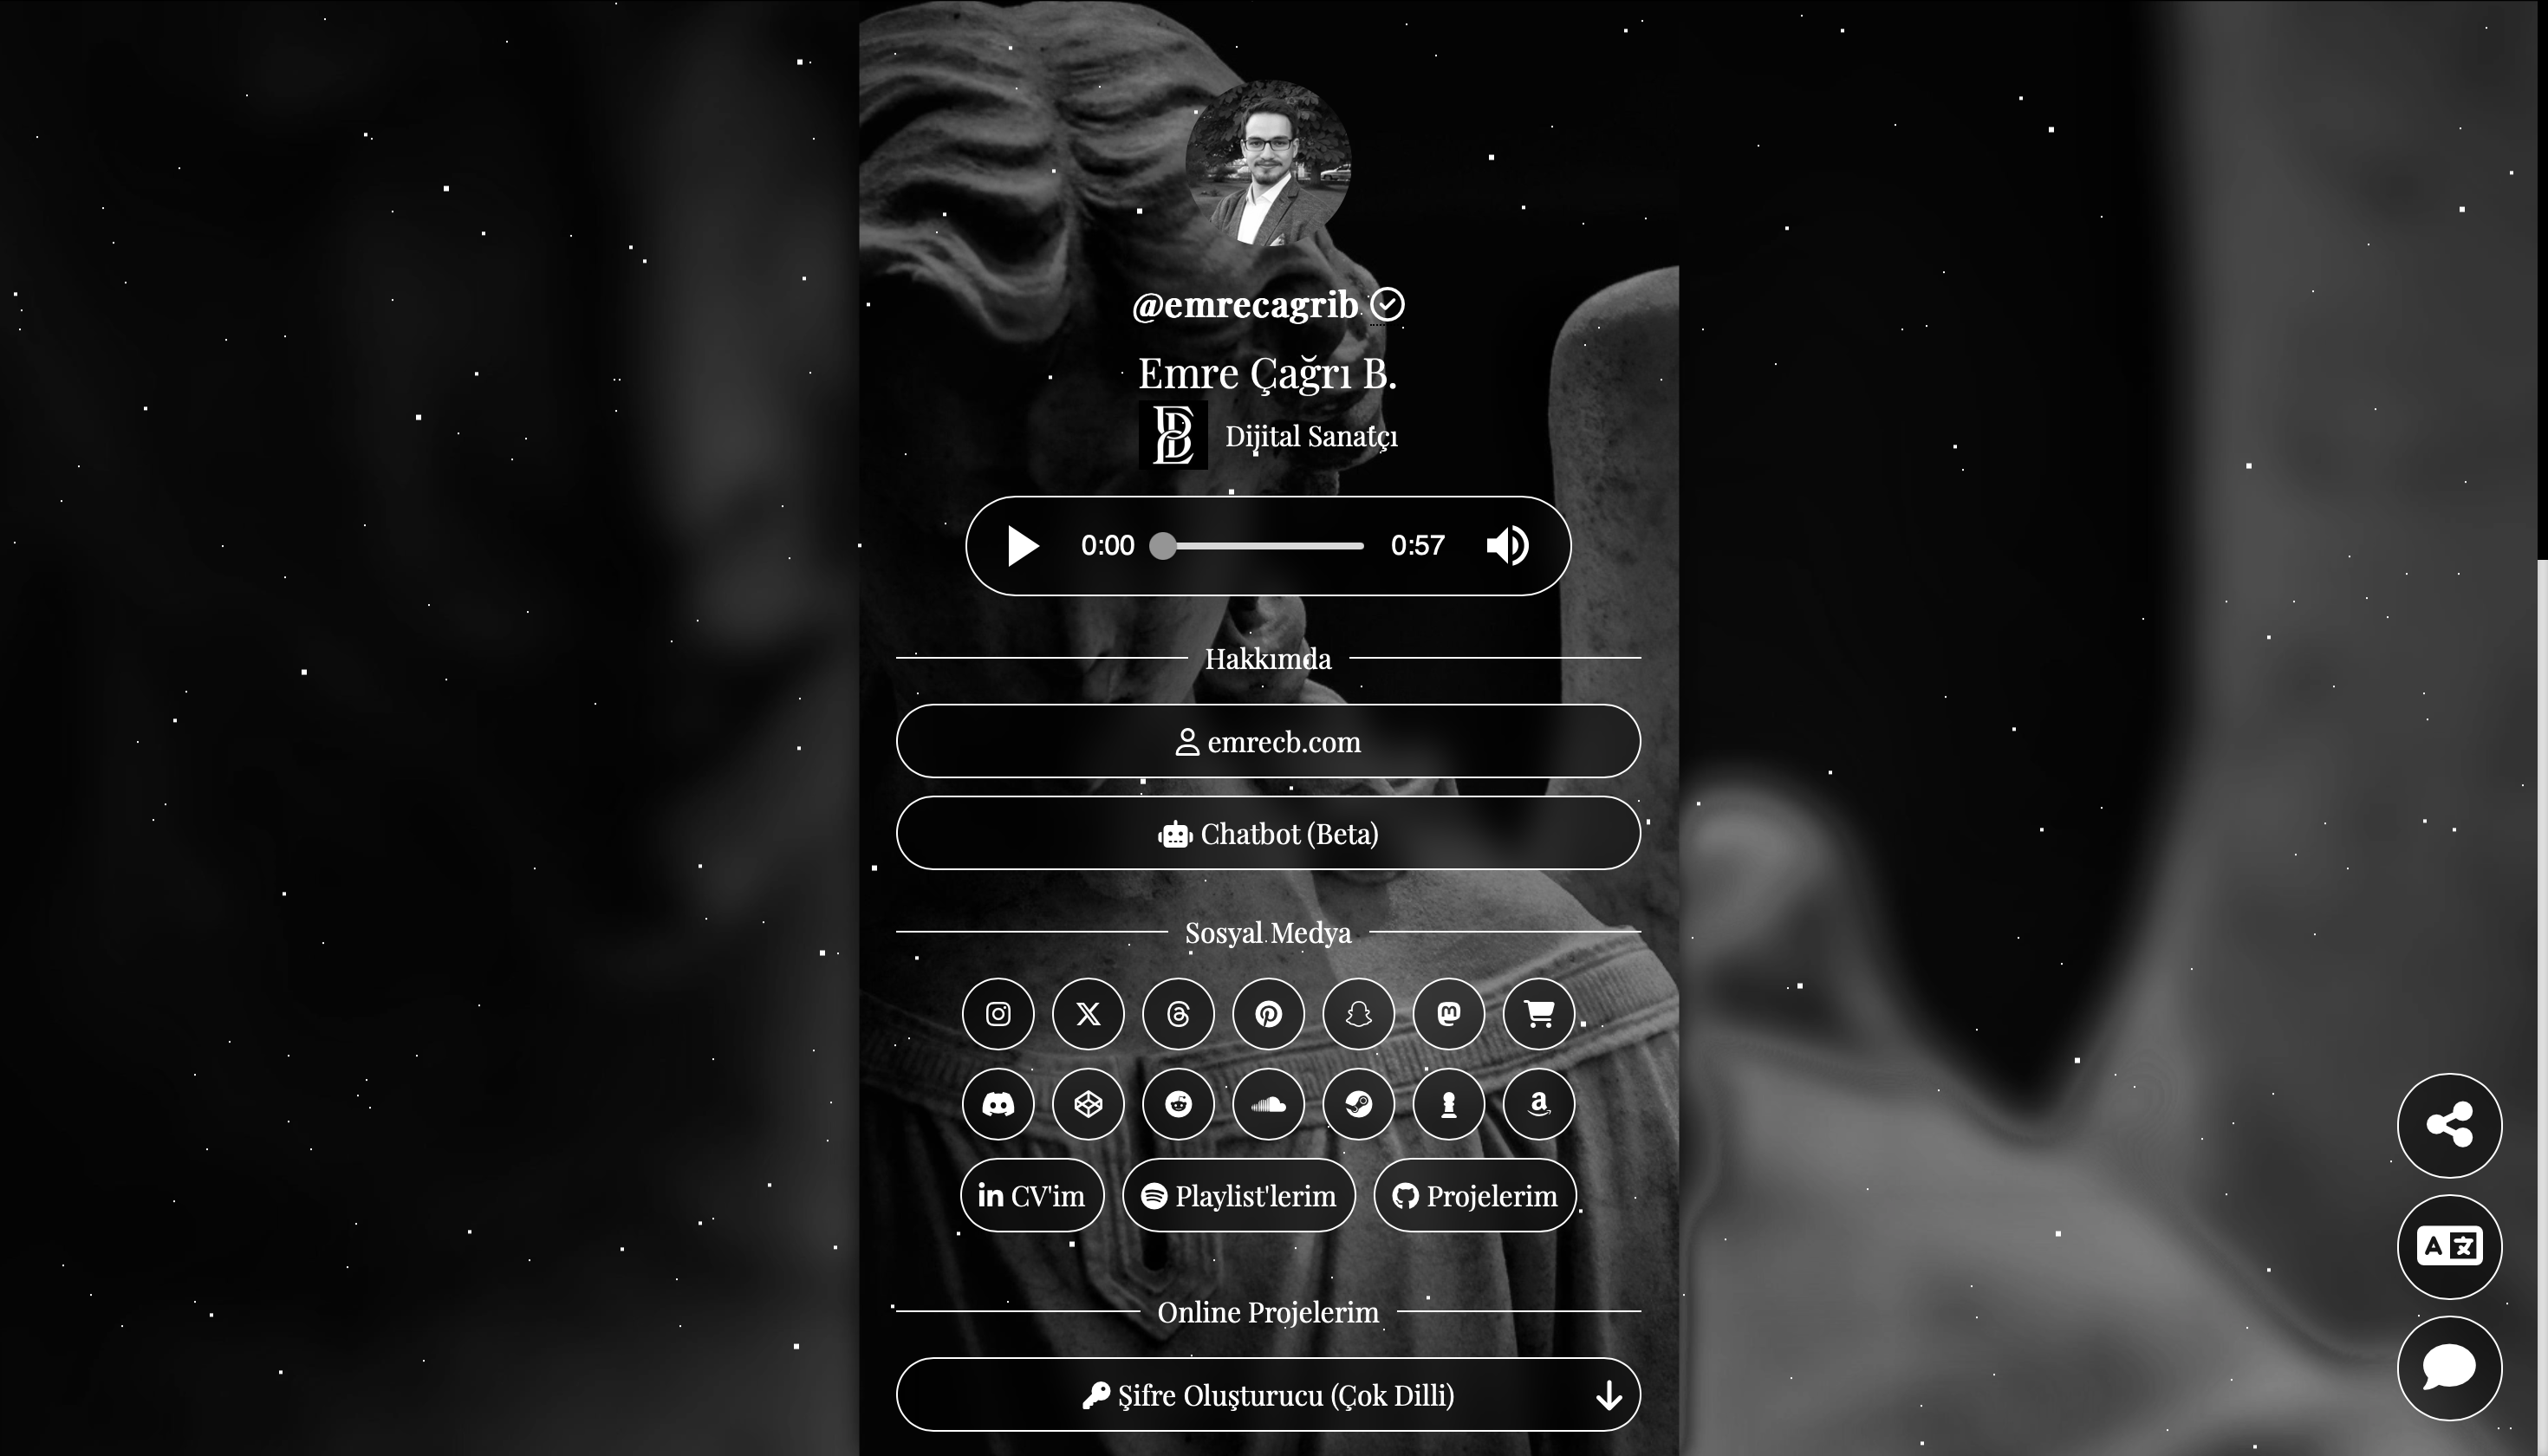 @emrecagrib
Emre Çağrı B.
Dijital Sanatçı
0:00 0:57
Hakkımda
emrecb.com
Chatbot (Beta)
Sosyal Medya
CV'im Playlist'lerim Projelerim
Online Projelerim
Şifre Oluşturucu (Çok Dilli)